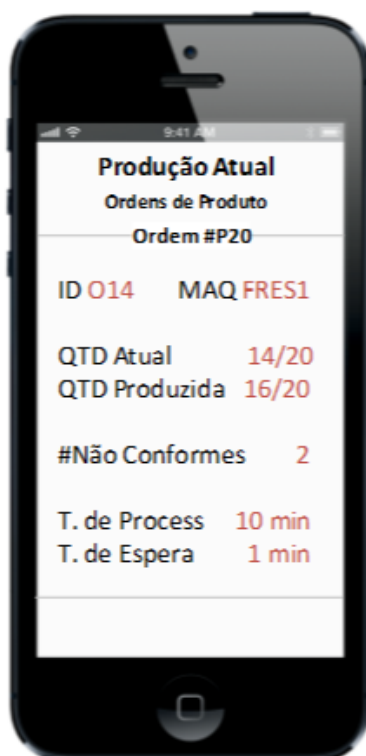 9:41 AM
Produção Atual
Ordens de Produto
Ordem #P20
ID O14 MAQ FRES1
QTD Atual 14/20
QTD Produzida 16/20
#Não Conformes 2
T. de Process 10 min
T. de Espera 1 min